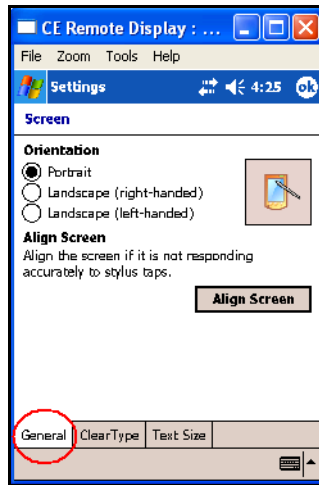 CE Remote Display : ...
File Zoom Tools Help
Settings 4:25 ok
Screen
Orientation
Portrait
Landscape (right-handed)
Landscape (left-handed)
Align Screen
Align the screen if it is not responding
accurately to stylus taps.
Align Screen
General ClearType Text Size